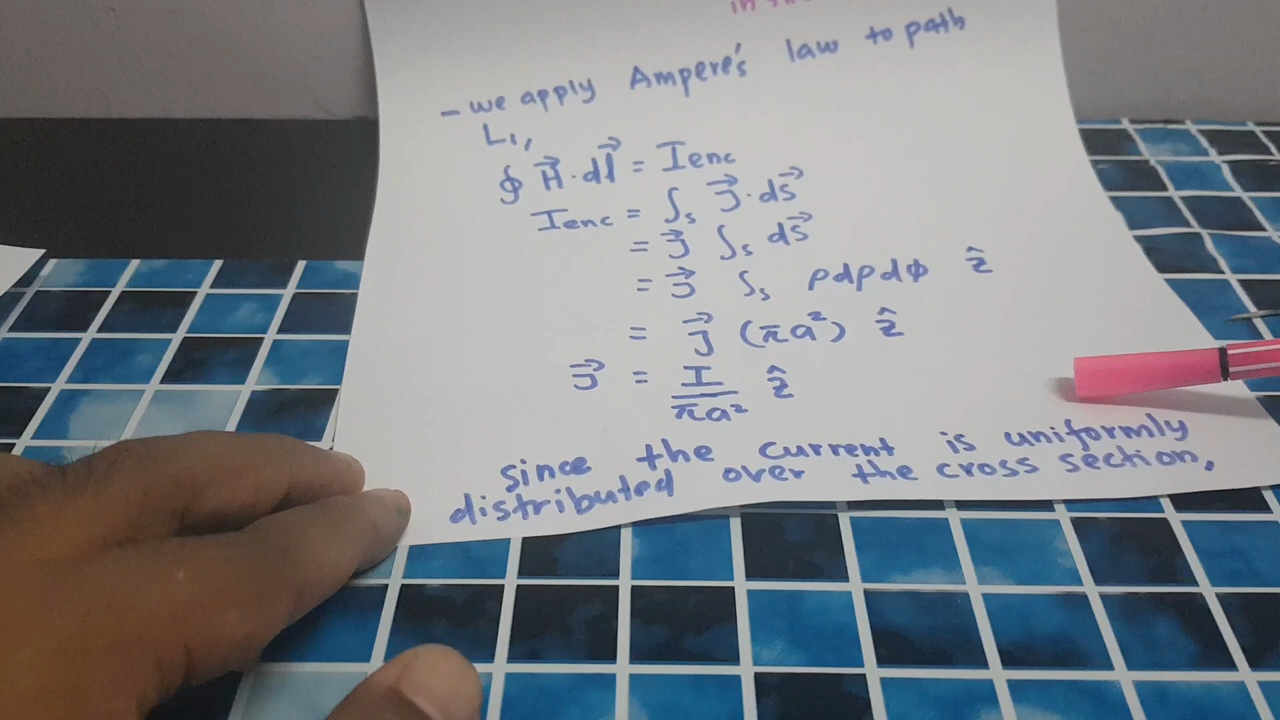 in
- we apply Ampere's law to path
L1,
∮ H⃗ · dl⃗ = Ienc
Ienc = ∫s J⃗ · ds⃗
= J⃗ ∫s ds⃗
= J⃗ ∫s ρdρdφ ẑ
= J⃗ (πa²) ẑ
J⃗ = I/πa² ẑ
since the current is uniformly
distributed over the cross section,